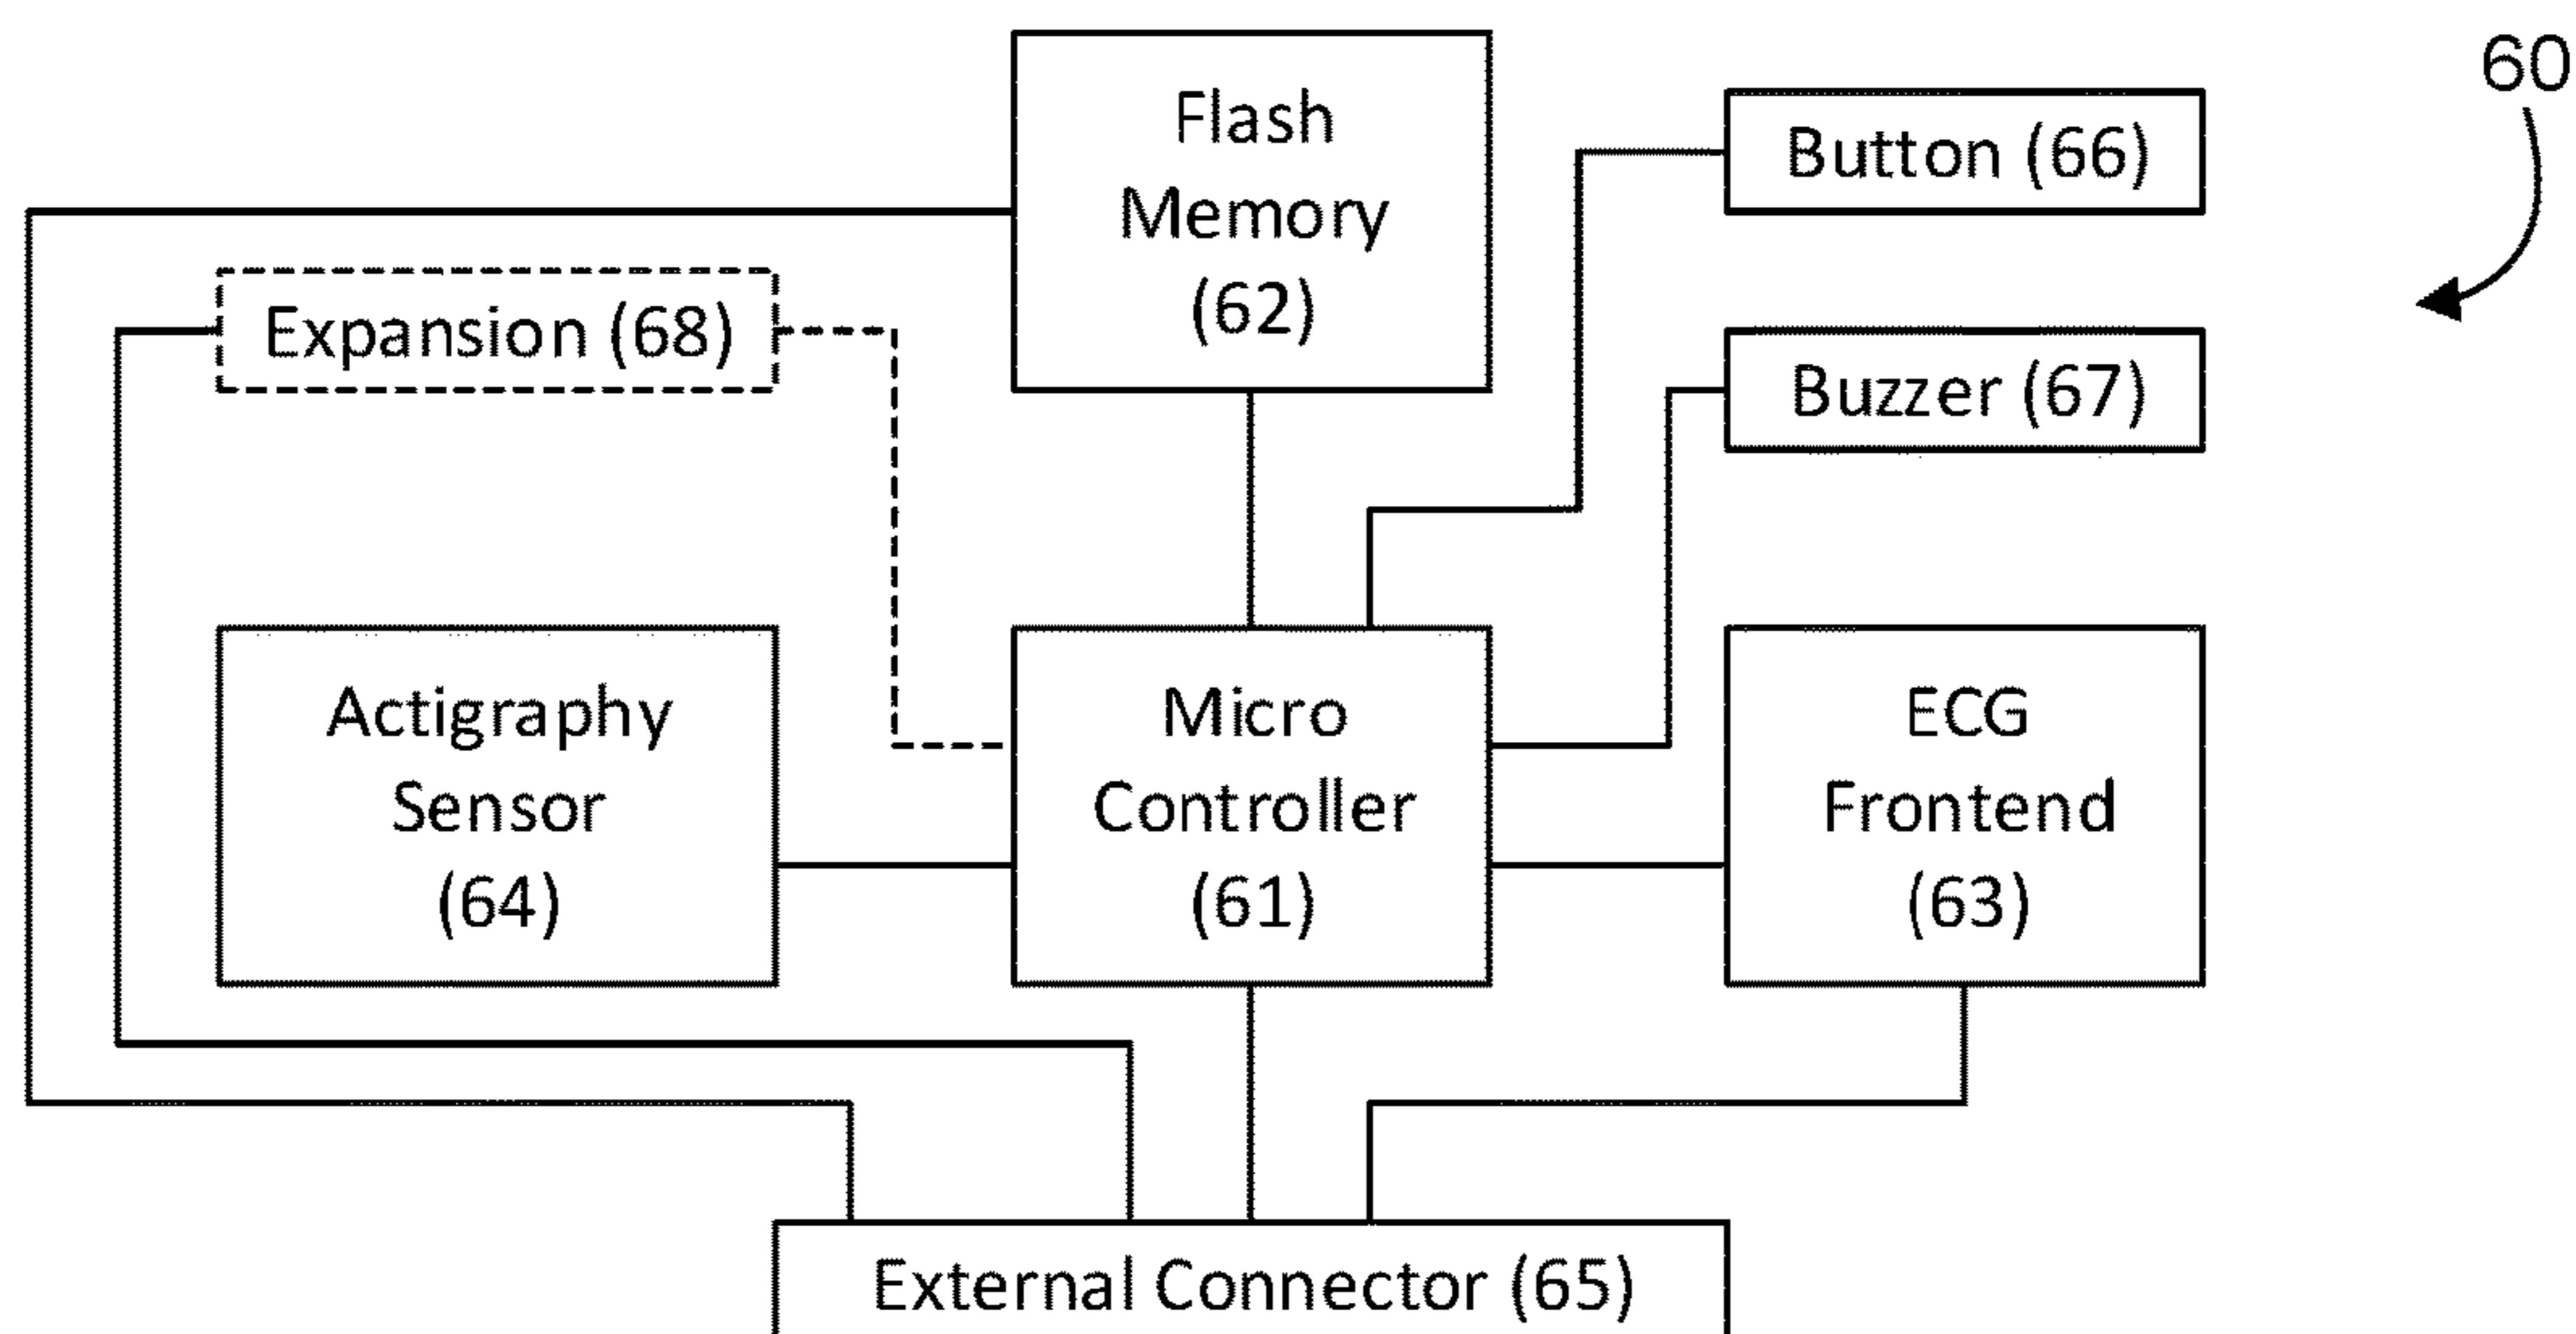 60
Flash
Memory
(62)
Button (66)
Expansion (68)
Buzzer (67)
Actigraphy
Sensor
(64)
Micro
Controller
(61)
ECG
Frontend
(63)
External Connector (65)